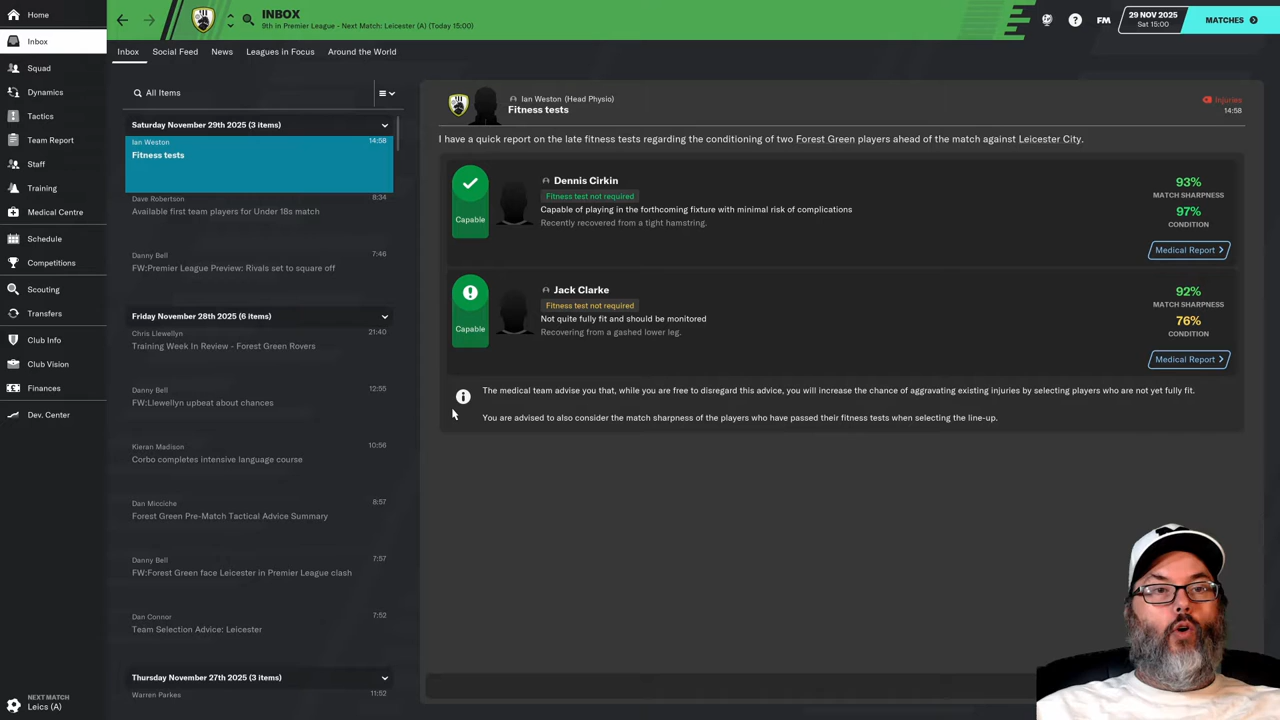 Home
Inbox
Squad
Dynamics
Tactics
Team Report
Staff
Training
Medical Centre
Schedule
Competitions
Scouting
Transfers
Club Info
Club Vision
Finances
Dev. Center
NEXT MATCH
Leics (A)
INBOX
9th in Premier League - Next Match: Leicester (A) (Today 15:00)
?
FM
29 NOV 2025
Sat 15:00
MATCHES
Inbox
Social Feed
News
Leagues in Focus
Around the World
All Items
Saturday November 29th 2025 (3 items)
Ian Weston 14:58
Fitness tests
Dave Robertson 8:34
Available first team players for Under 18s match
Danny Bell 7:46
FW:Premier League Preview: Rivals set to square off
Friday November 28th 2025 (6 items)
Chris Llewellyn 21:40
Training Week In Review - Forest Green Rovers
Danny Bell 12:55
FW:Llewellyn upbeat about chances
Kieran Madison 10:56
Corbo completes intensive language course
Dan Micciche 8:57
Forest Green Pre-Match Tactical Advice Summary
Danny Bell 7:57
FW:Forest Green face Leicester in Premier League clash
Dan Connor 7:52
Team Selection Advice: Leicester
Thursday November 27th 2025 (3 items)
Warren Parkes 11:52
Ian Weston (Head Physio)
Fitness tests
Injuries
14:58
I have a quick report on the late fitness tests regarding the conditioning of two Forest Green players ahead of the match against Leicester City.
Capable
Dennis Cirkin
Fitness test not required
Capable of playing in the forthcoming fixture with minimal risk of complications
Recently recovered from a tight hamstring.
93%
MATCH SHARPNESS
97%
CONDITION
Medical Report
Capable
Jack Clarke
Fitness test not required
Not quite fully fit and should be monitored
Recovering from a gashed lower leg.
92%
MATCH SHARPNESS
76%
CONDITION
Medical Report
The medical team advise you that, while you are free to disregard this advice, you will increase the chance of aggravating existing injuries by selecting players who are not yet fully fit.
You are advised to also consider the match sharpness of the players who have passed their fitness tests when selecting the line-up.